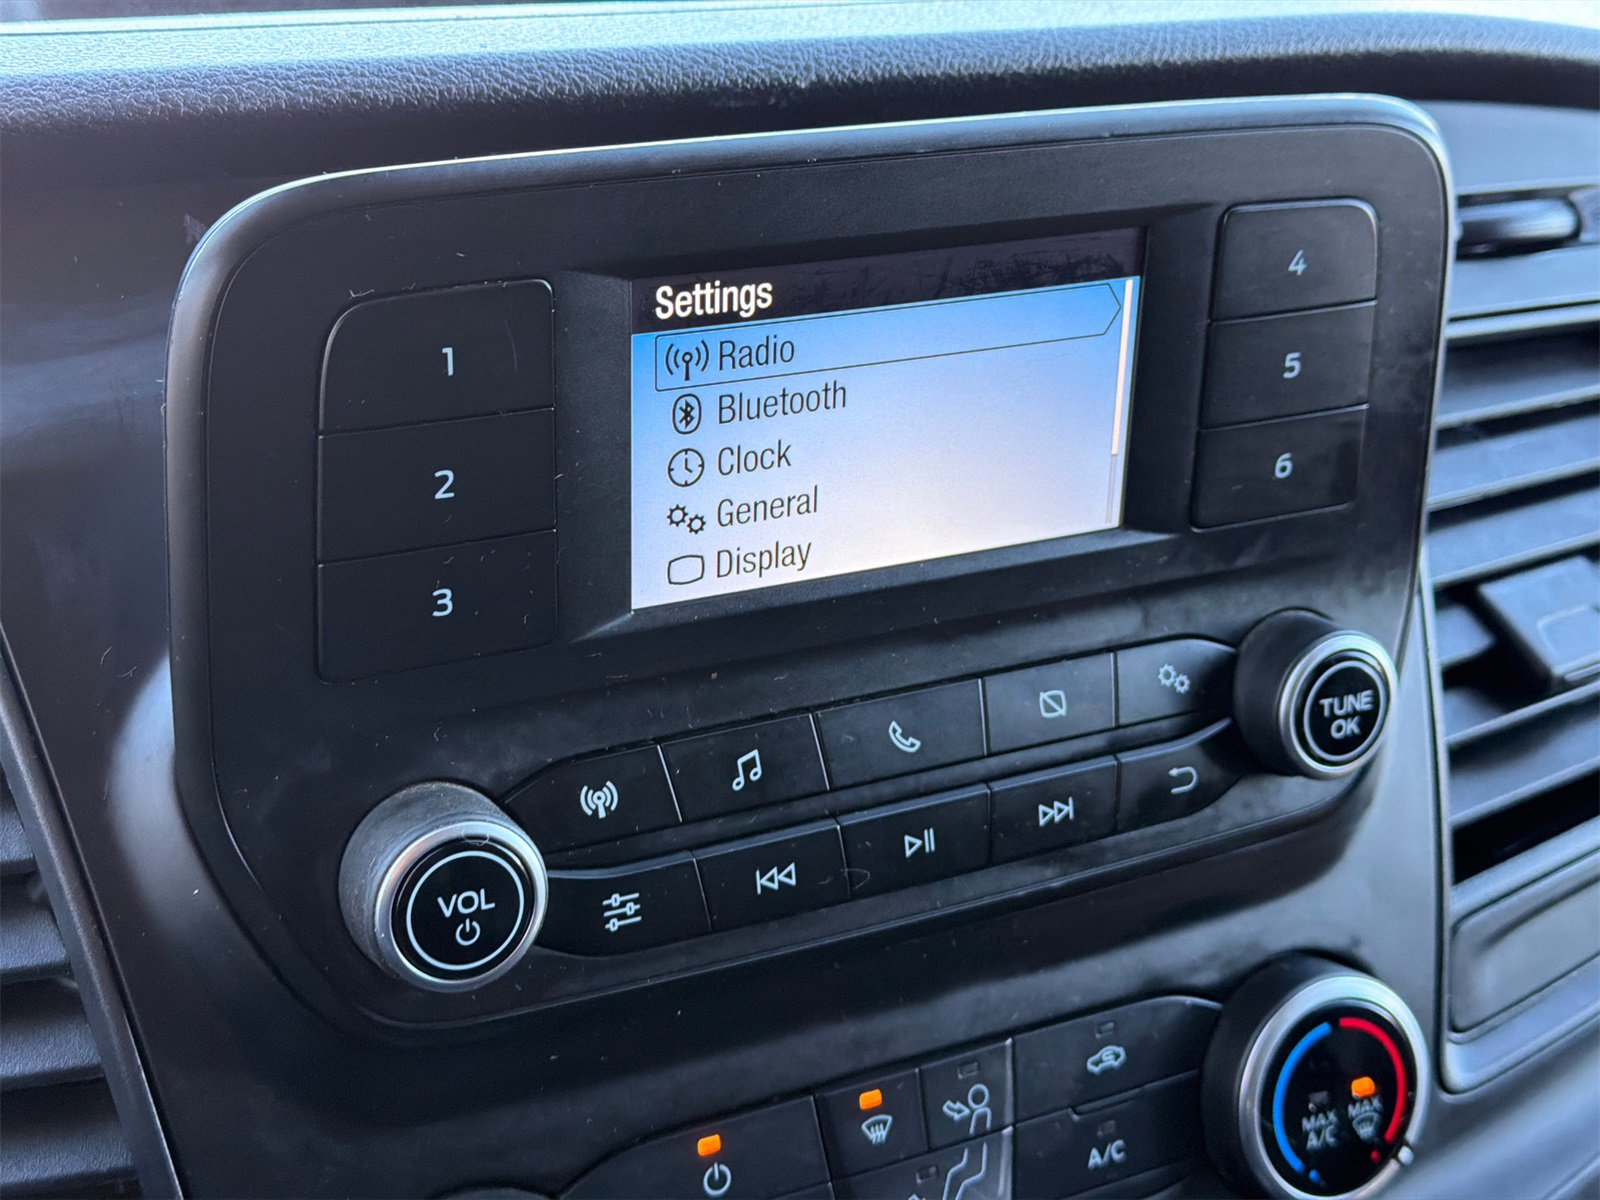 Settings
Radio
Bluetooth
Clock
General
Display
1
2
3
4
5
6
TUNE
OK
VOL
A/C
MAX
A/C
MAX